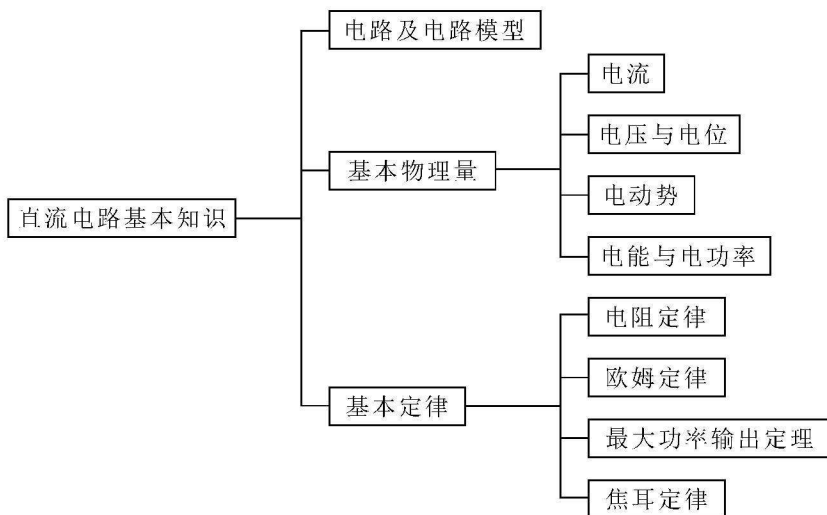 电路及电路模型
电流
电压与电位
基本物理量
电动势
直流电路基本知识
电能与电功率
电阻定律
欧姆定律
基本定律
最大功率输出定理
焦耳定律